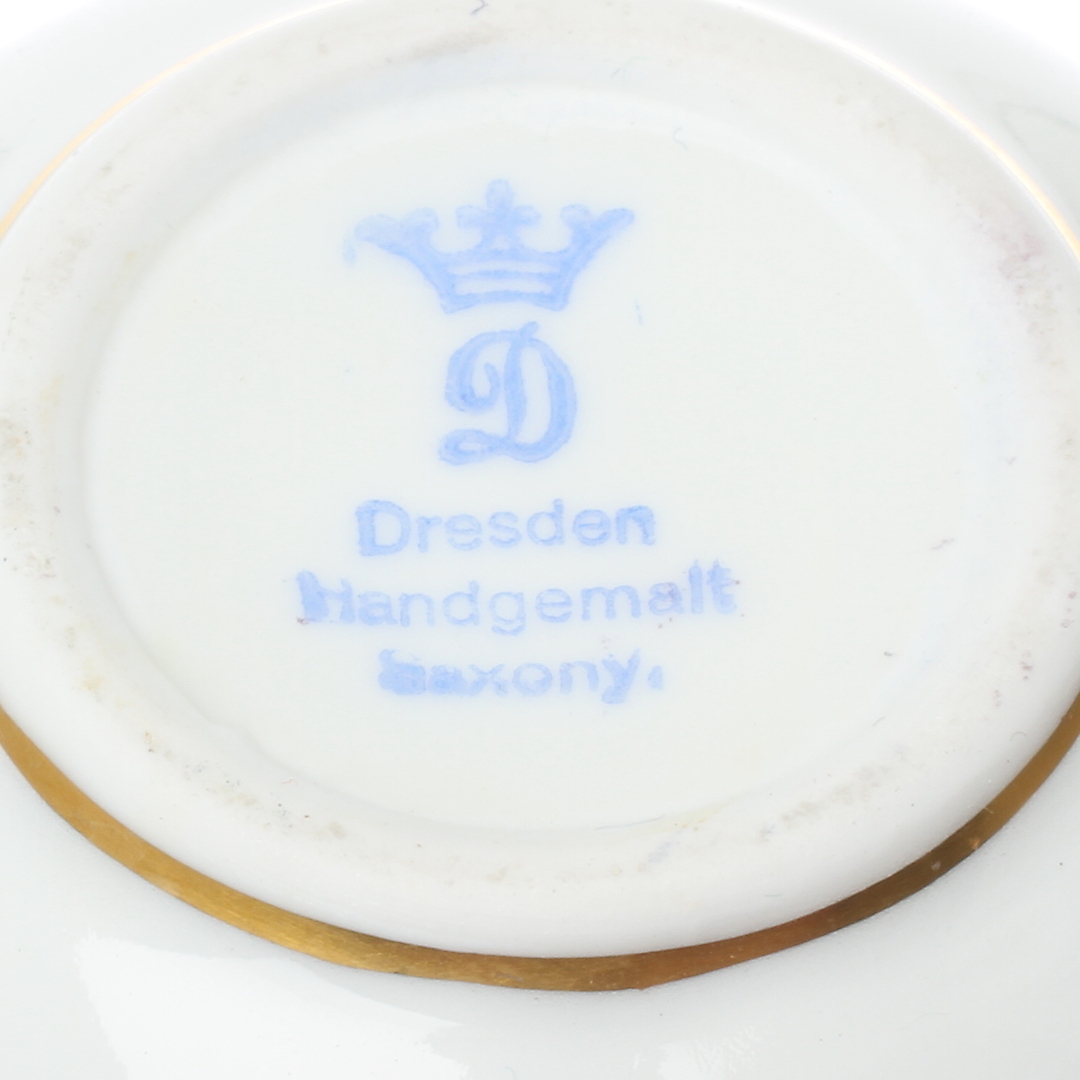 D
Dresden
Handgemalt
Saxony.